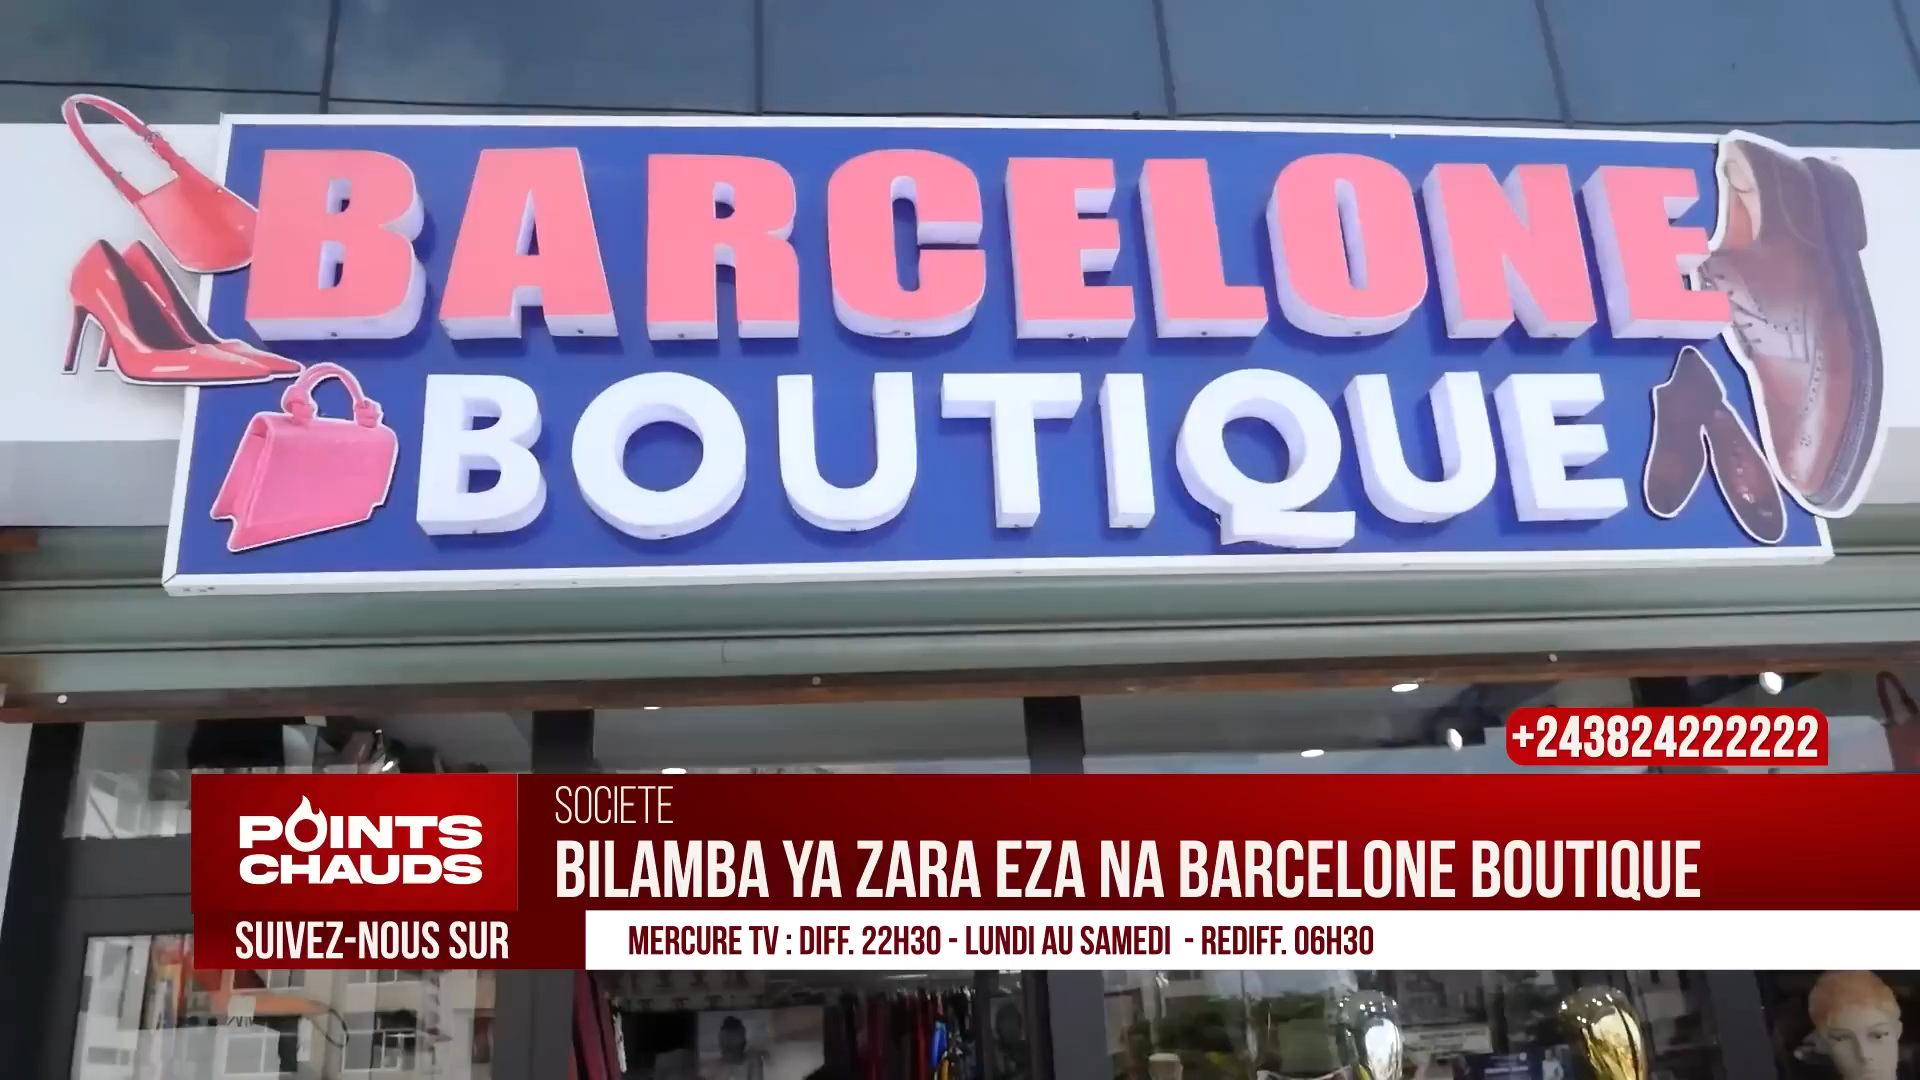 BARCELONE
BOUTIQUE
+243824222222
POINTS
CHAUDS
SOCIETE
BILAMBA YA ZARA EZA NA BARCELONE BOUTIQUE
SUIVEZ-NOUS SUR
MERCURE TV : DIFF. 22H30 - LUNDI AU SAMEDI - REDIFF. 06H30